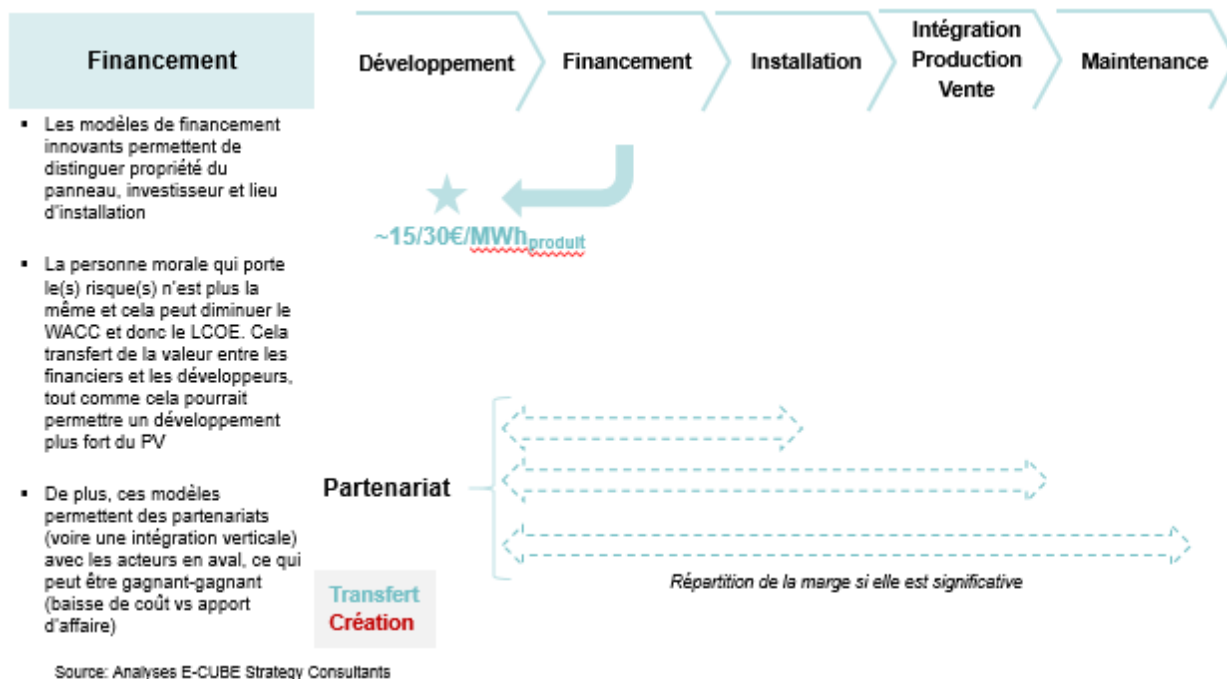 Financement
Développement
Financement
Installation
Intégration
Production
Vente
Maintenance
▪ Les modèles de financement
innovants permettent de
distinguer propriété du
panneau, investisseur et lieu
d'installation
~15/30€/MWhproduit
▪ La personne morale qui porte
le(s) risque(s) n'est plus la
même et cela peut diminuer le
WACC et donc le LCOE. Cela
transfert de la valeur entre les
financiers et les développeurs,
tout comme cela pourrait
permettre un développement
plus fort du PV
▪ De plus, ces modèles
permettent des partenariats
(voire une intégration verticale)
avec les acteurs en aval, ce qui
peut être gagnant-gagnant
(baisse de coût vs apport
d'affaire)
Partenariat
Répartition de la marge si elle est significative
Transfert
Création
Source: Analyses E-CUBE Strategy Consultants